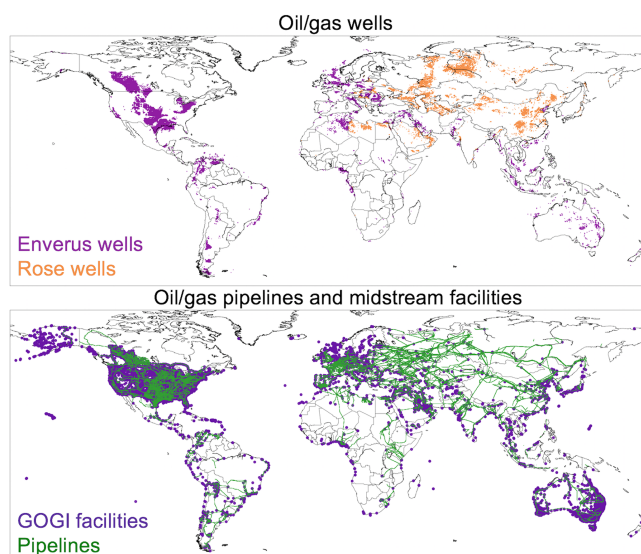 Oil/gas wells
Enverus wells
Rose wells
Oil/gas pipelines and midstream facilities
GOGI facilities
Pipelines